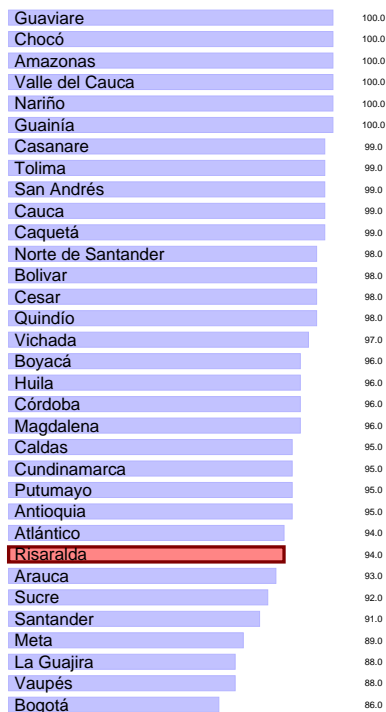 Guaviare 100.0
Chocó 100.0
Amazonas 100.0
Valle del Cauca 100.0
Nariño 100.0
Guainía 100.0
Casanare 99.0
Tolima 99.0
San Andrés 99.0
Cauca 99.0
Caquetá 99.0
Norte de Santander 98.0
Bolivar 98.0
Cesar 98.0
Quindío 98.0
Vichada 97.0
Boyacá 96.0
Huila 96.0
Córdoba 96.0
Magdalena 96.0
Caldas 95.0
Cundinamarca 95.0
Putumayo 95.0
Antioquia 95.0
Atlántico 94.0
Risaralda 94.0
Arauca 93.0
Sucre 92.0
Santander 91.0
Meta 89.0
La Guajira 88.0
Vaupés 88.0
Bogotá 86.0